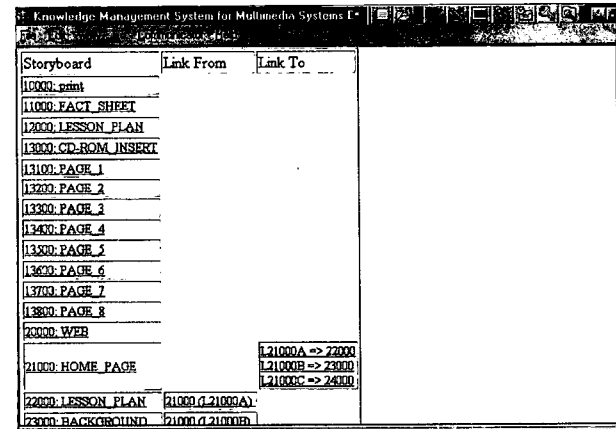 Knowledge Management System for Multimedia Systems D
Storyboard Link From Link To
10000: print
11000: FACT_SHEET
12000: LESSON_PLAN
13000: CD-ROM_INSERT
13100: PAGE_1
13200: PAGE_2
13300: PAGE_3
13400: PAGE_4
13500: PAGE_5
13600: PAGE_6
13700: PAGE_7
13800: PAGE_8
20000: WEB
L21000A => 22000
21000: HOME_PAGE L21000B => 23000
L21000C => 24000
22000: LESSON_PLAN 21000 (L21000A)
23000: BACKGROUND 21000 (L21000B)